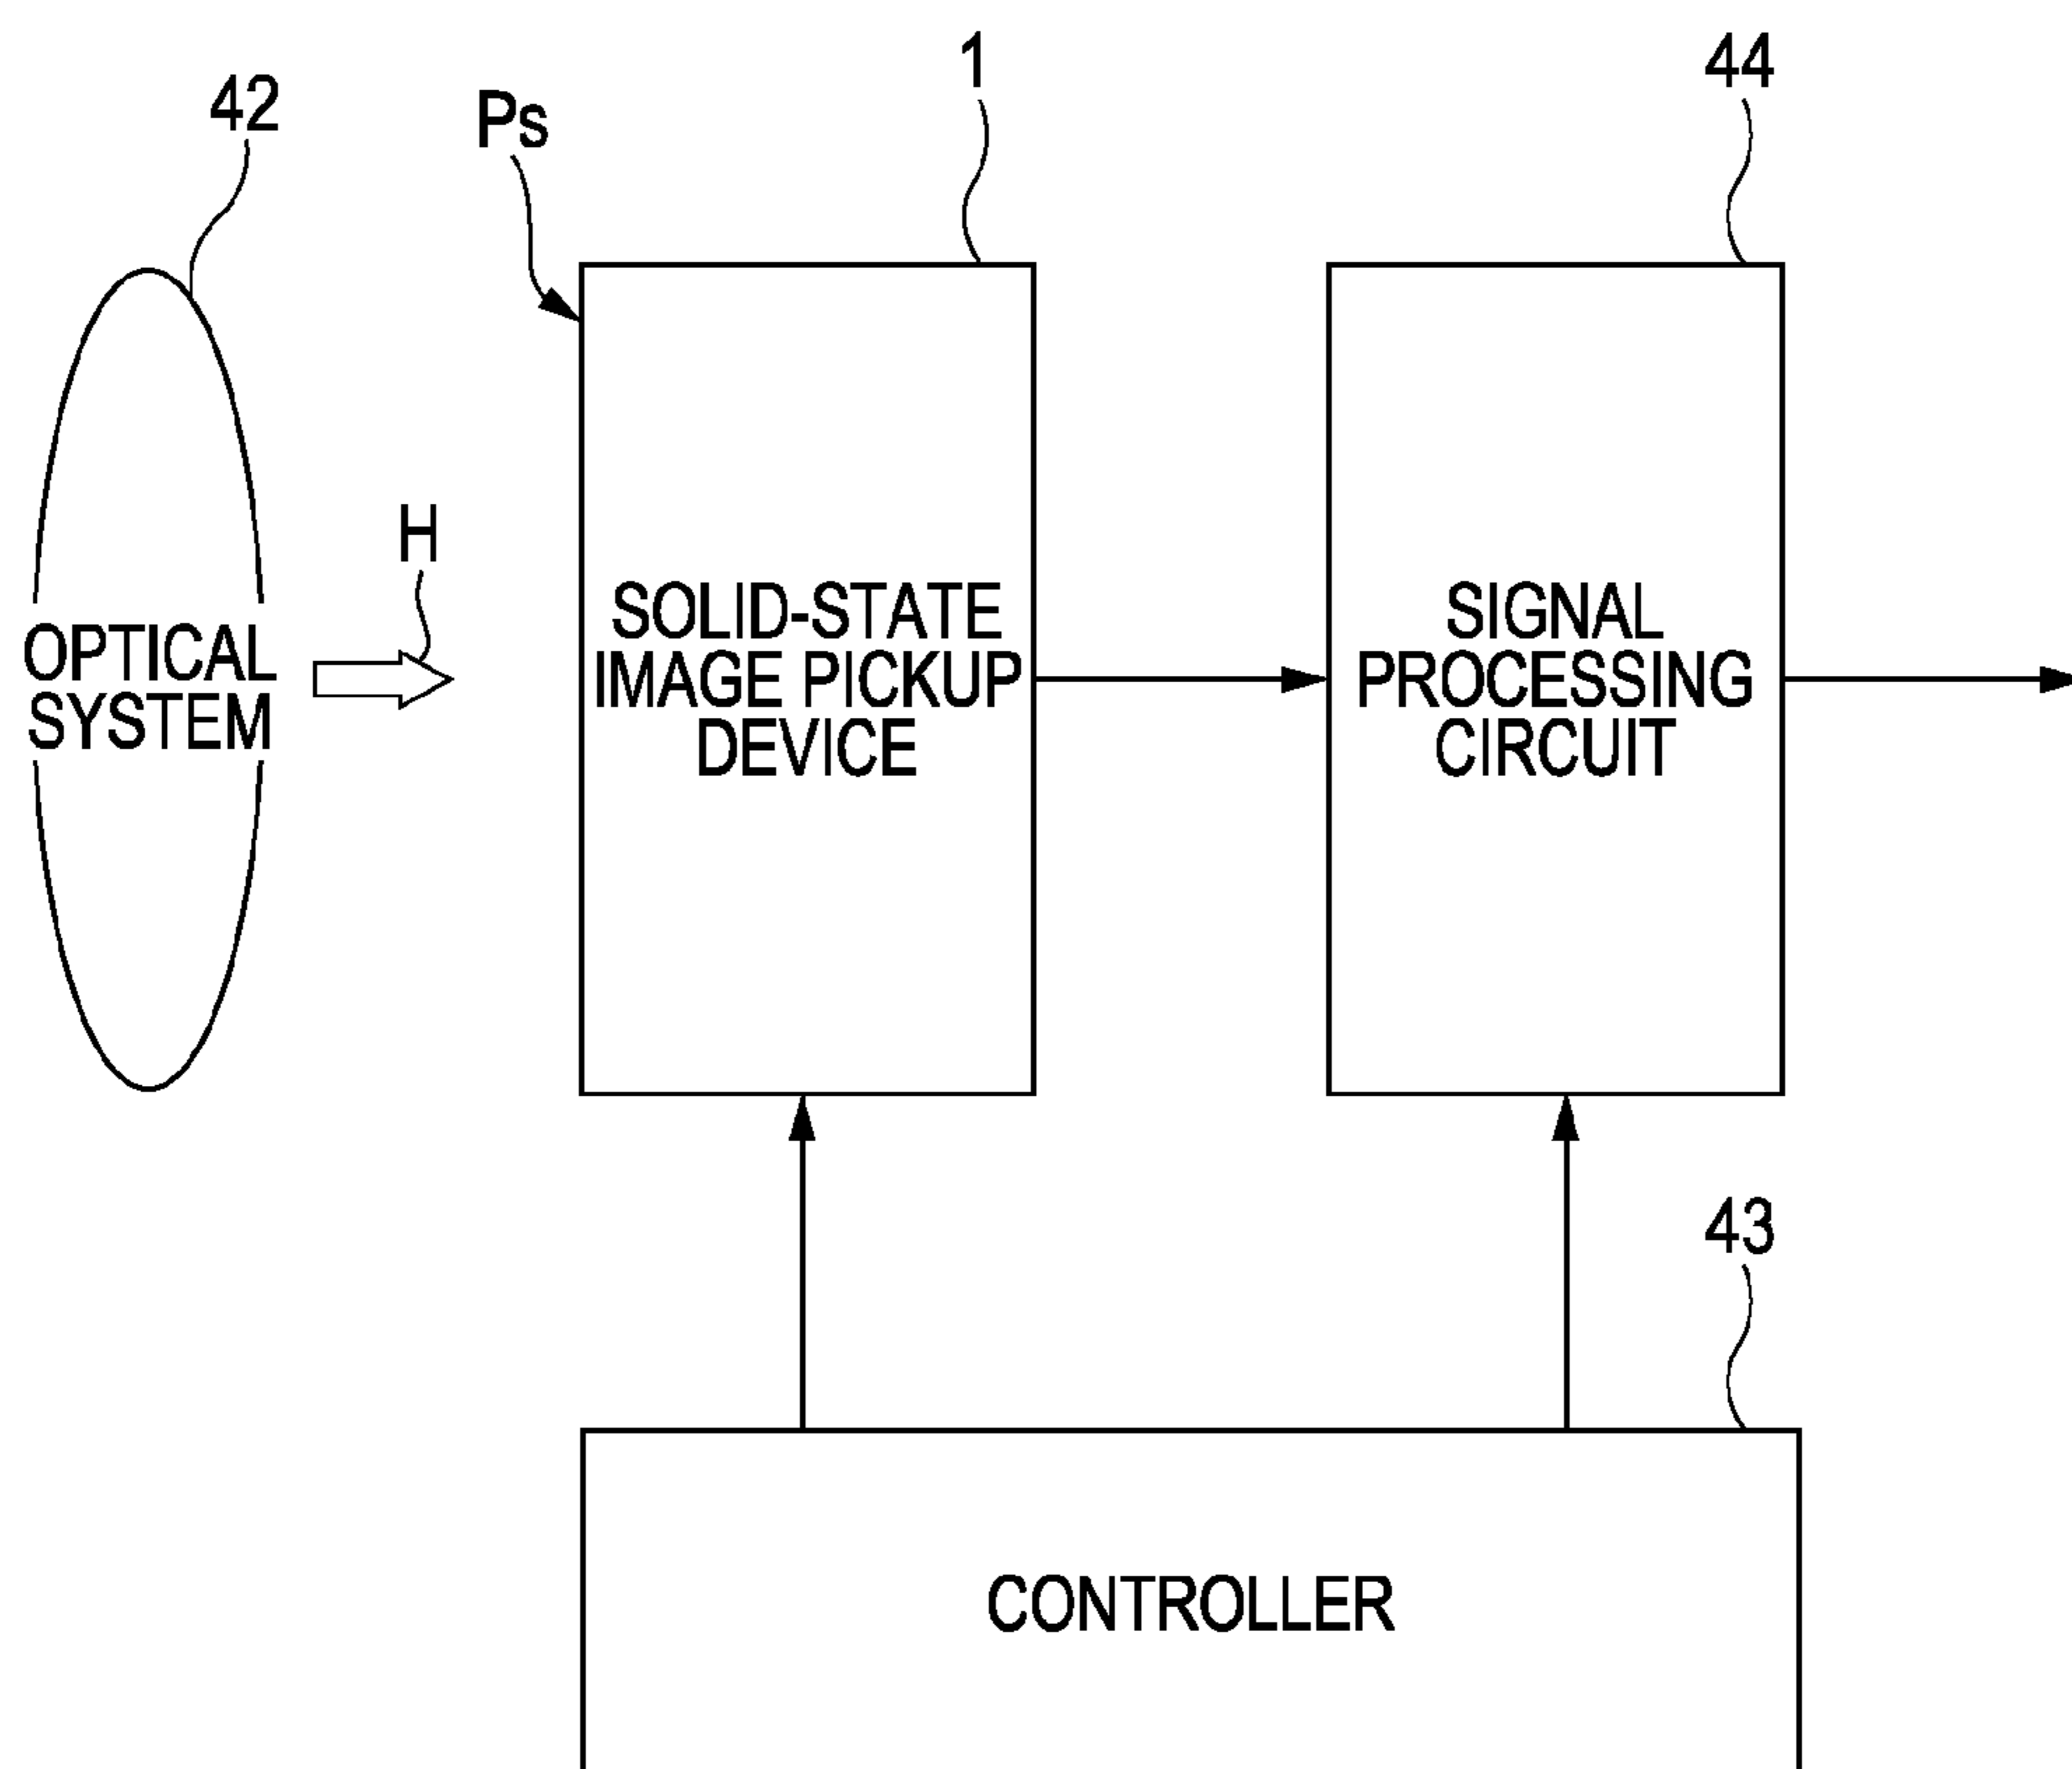 1
44
42
Ps
H
OPTICAL
SYSTEM
SOLID-STATE
IMAGE PICKUP
DEVICE
SIGNAL
PROCESSING
CIRCUIT
43
CONTROLLER